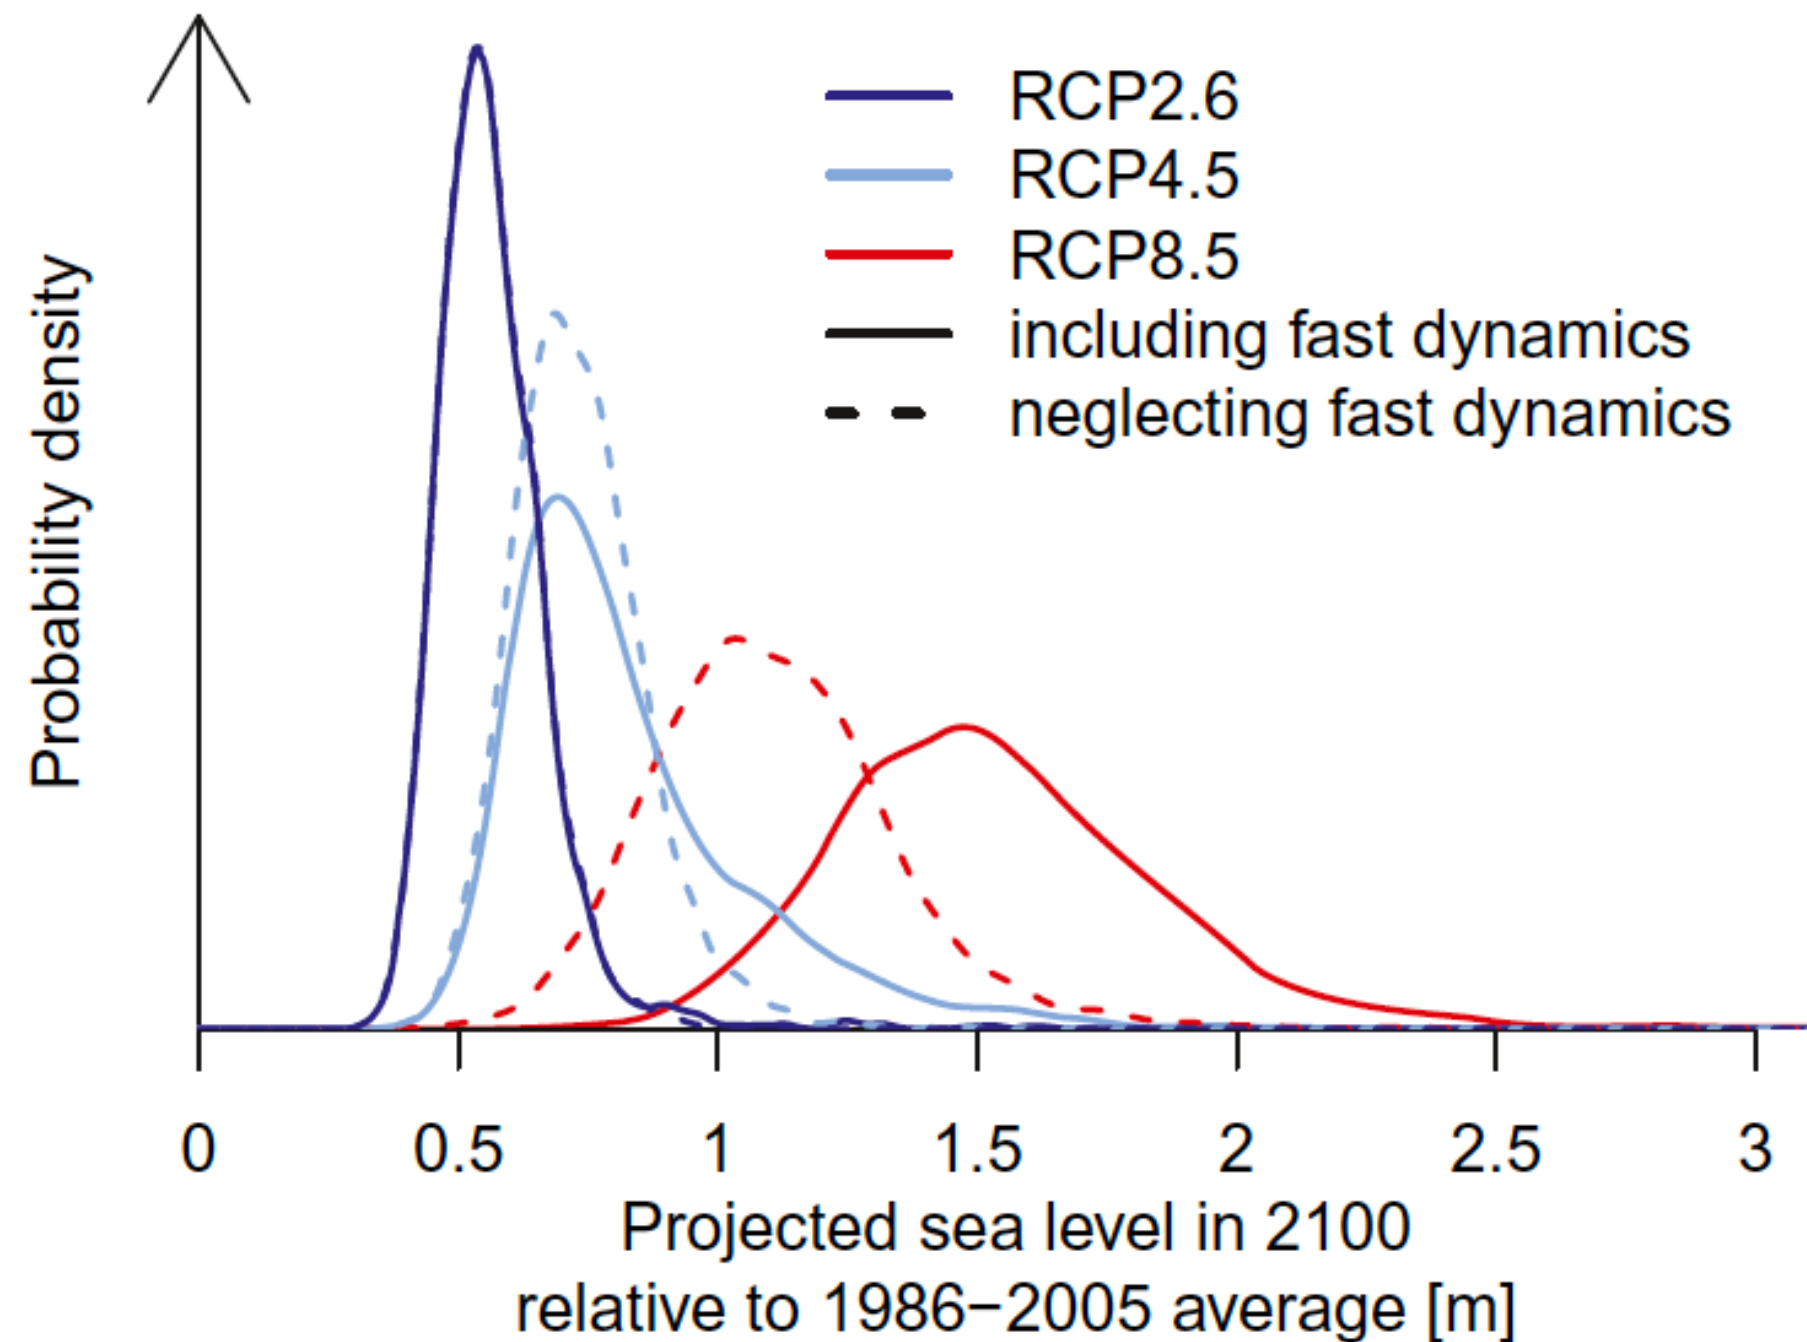 RCP2.6
RCP4.5
RCP8.5
including fast dynamics
neglecting fast dynamics
Probability density
0 0.5 1 1.5 2 2.5 3
Projected sea level in 2100
relative to 1986−2005 average [m]